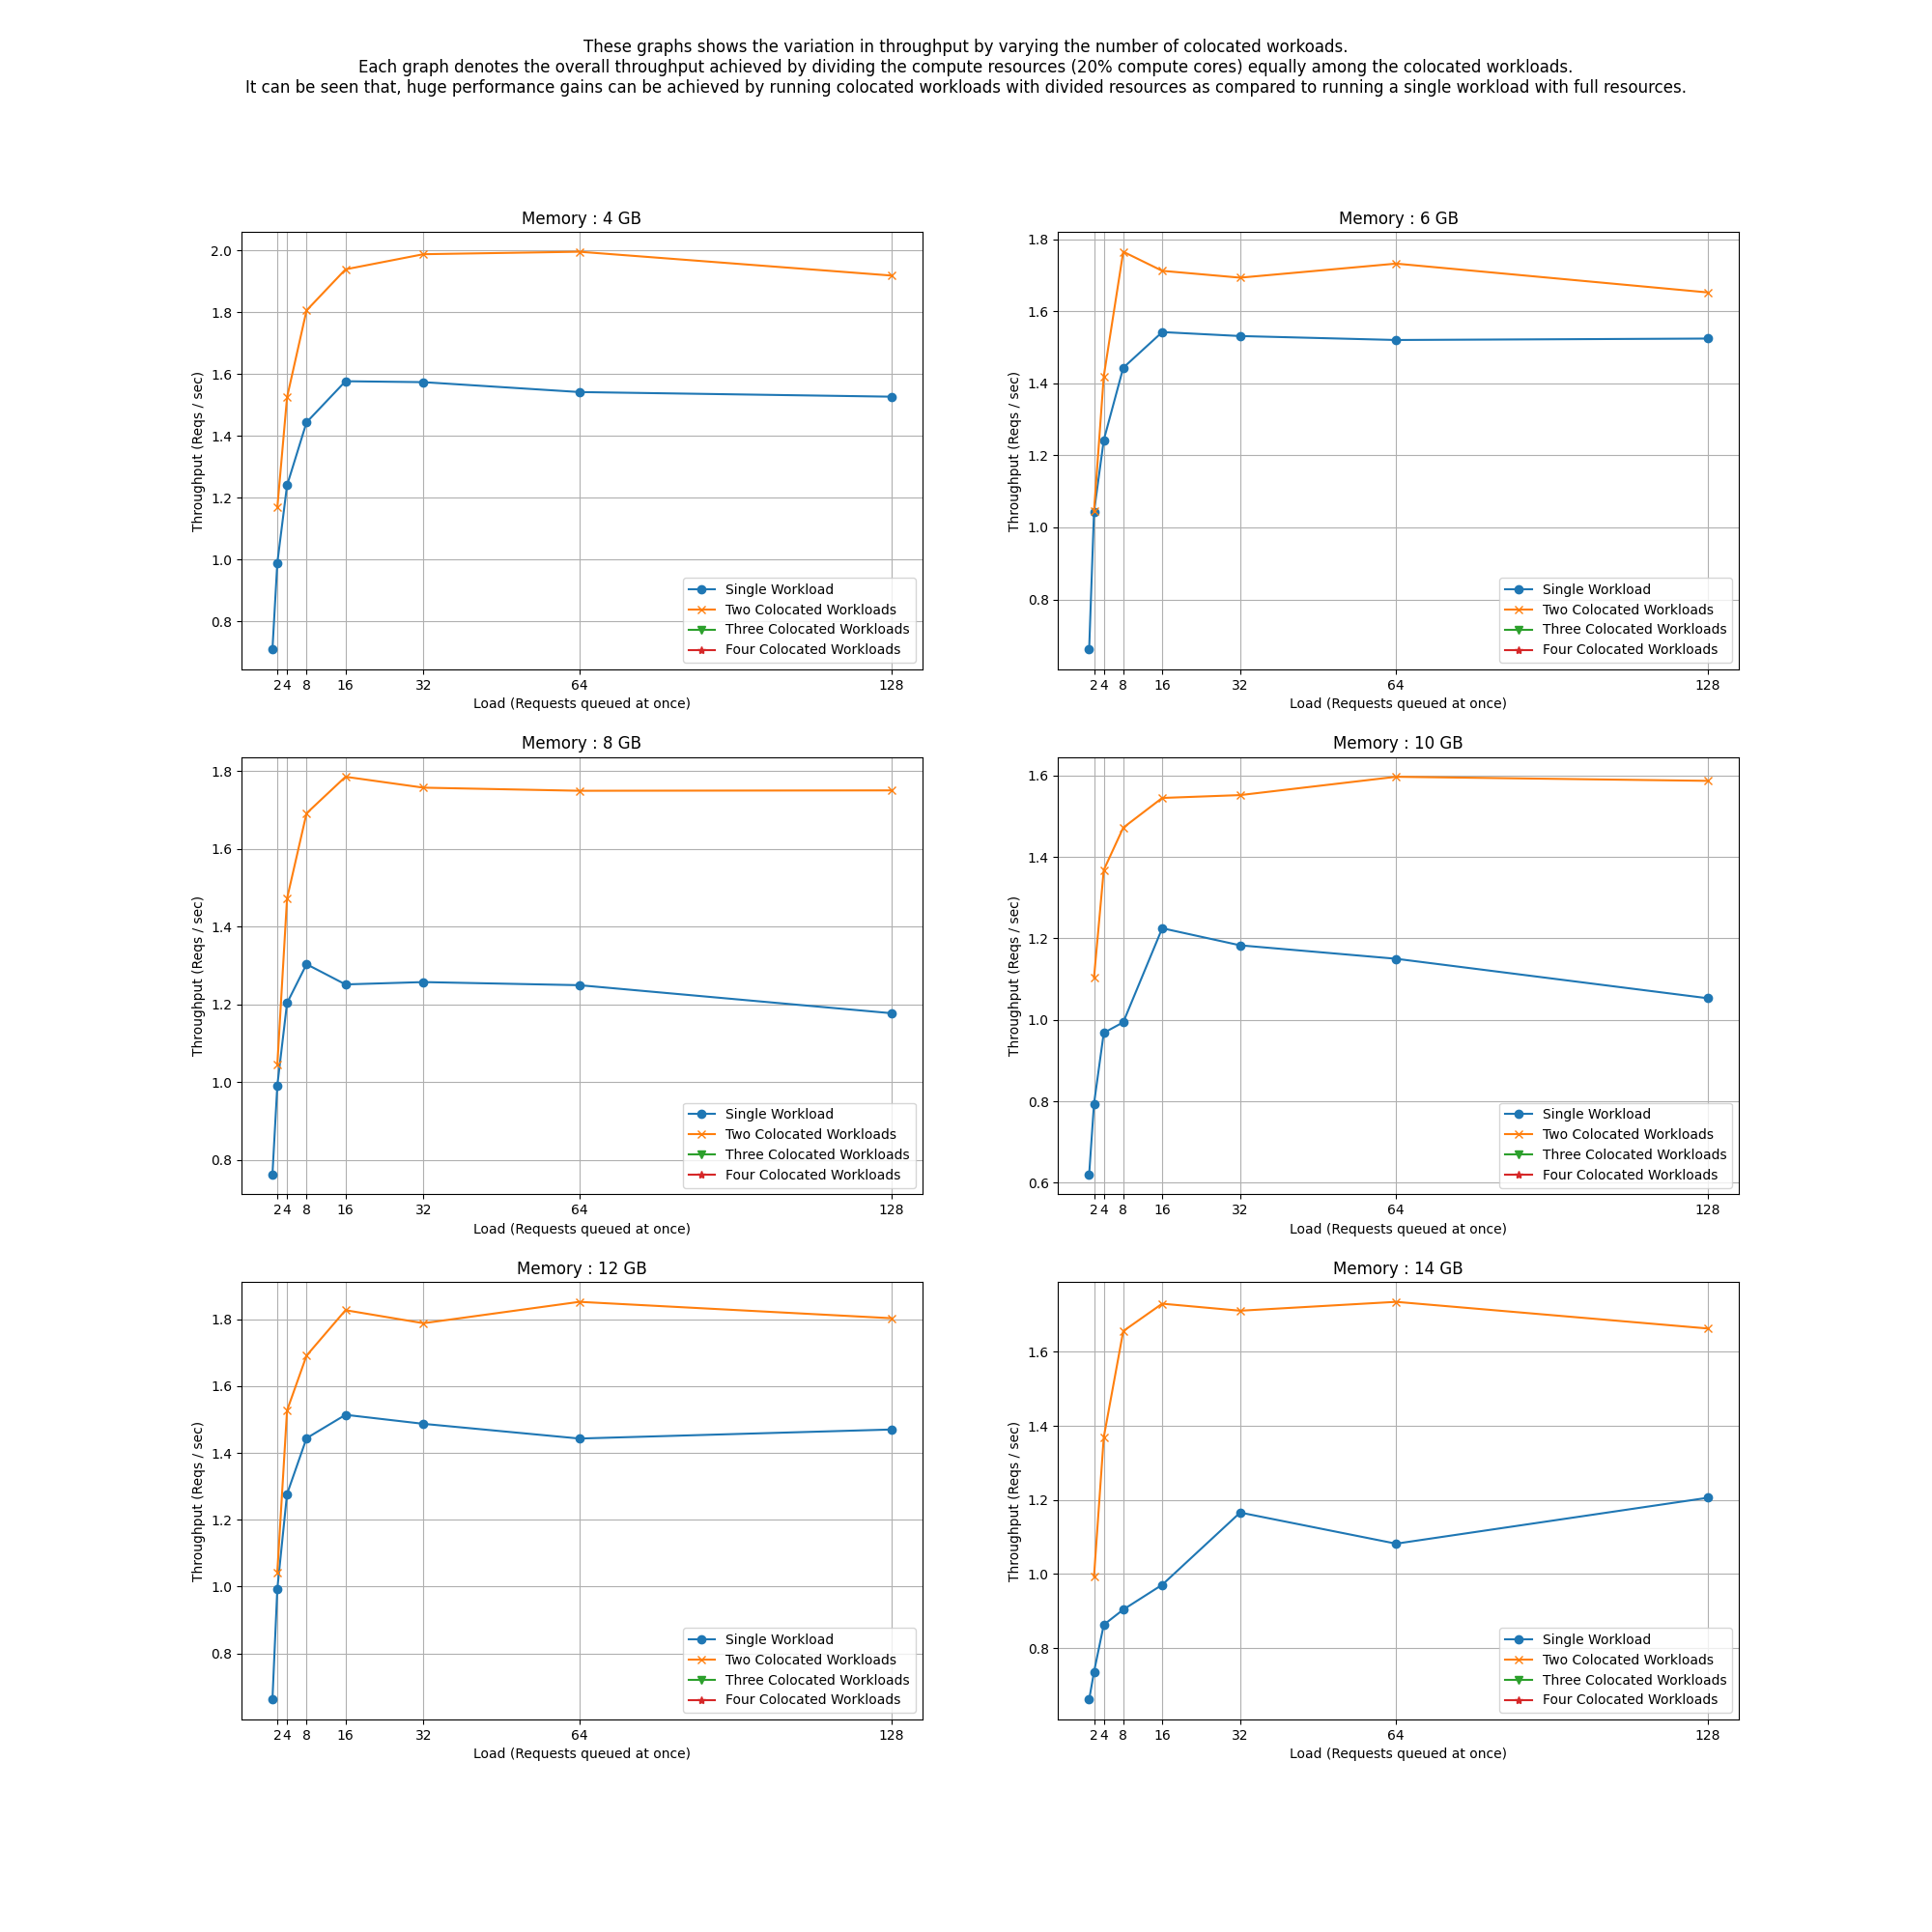 These graphs shows the variation in throughput by varying the number of colocated workoads.
Each graph denotes the overall throughput achieved by dividing the compute resources (20% compute cores) equally among the colocated workloads.
It can be seen that, huge performance gains can be achieved by running colocated workloads with divided resources as compared to running a single workload with full resources.
Memory : 4 GB
Throughput (Reqs / sec)
2.0
1.8
1.6
1.4
1.2
1.0
0.8
Single Workload
Two Colocated Workloads
Three Colocated Workloads
Four Colocated Workloads
2 4 8 16 32 64 128
Load (Requests queued at once)
Memory : 6 GB
Throughput (Reqs / sec)
1.8
1.6
1.4
1.2
1.0
0.8
Single Workload
Two Colocated Workloads
Three Colocated Workloads
Four Colocated Workloads
2 4 8 16 32 64 128
Load (Requests queued at once)
Memory : 8 GB
Throughput (Reqs / sec)
1.8
1.6
1.4
1.2
1.0
0.8
Single Workload
Two Colocated Workloads
Three Colocated Workloads
Four Colocated Workloads
2 4 8 16 32 64 128
Load (Requests queued at once)
Memory : 10 GB
Throughput (Reqs / sec)
1.6
1.4
1.2
1.0
0.8
0.6
Single Workload
Two Colocated Workloads
Three Colocated Workloads
Four Colocated Workloads
2 4 8 16 32 64 128
Load (Requests queued at once)
Memory : 12 GB
Throughput (Reqs / sec)
1.8
1.6
1.4
1.2
1.0
0.8
Single Workload
Two Colocated Workloads
Three Colocated Workloads
Four Colocated Workloads
2 4 8 16 32 64 128
Load (Requests queued at once)
Memory : 14 GB
Throughput (Reqs / sec)
1.6
1.4
1.2
1.0
0.8
Single Workload
Two Colocated Workloads
Three Colocated Workloads
Four Colocated Workloads
2 4 8 16 32 64 128
Load (Requests queued at once)